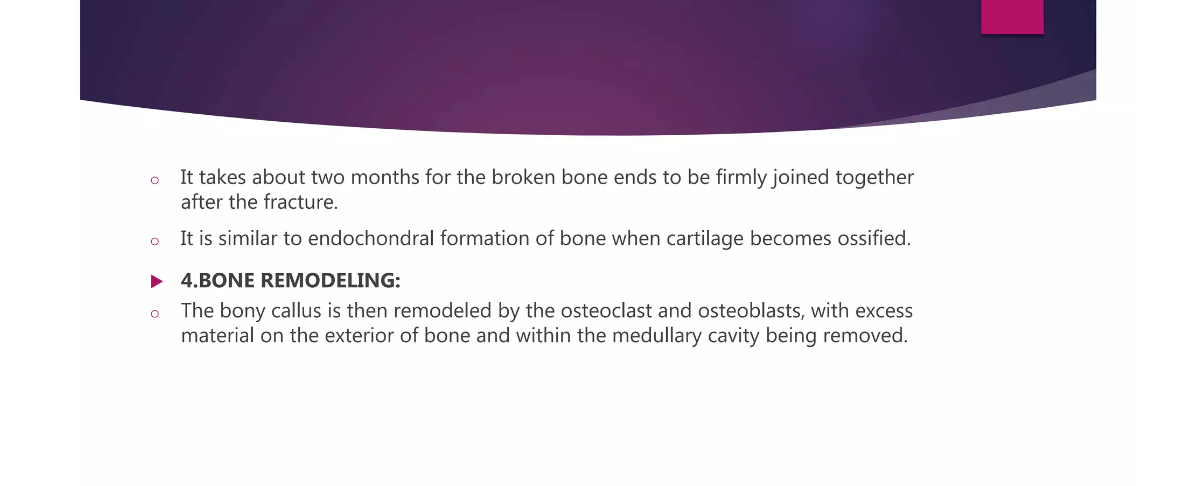 It takes about two months for the broken bone ends to be firmly joined together
after the fracture.
It is similar to endochondral formation of bone when cartilage becomes ossified.
4.BONE REMODELING:
The bony callus is then remodeled by the osteoclast and osteoblasts, with excess
material on the exterior of bone and within the medullary cavity being removed.